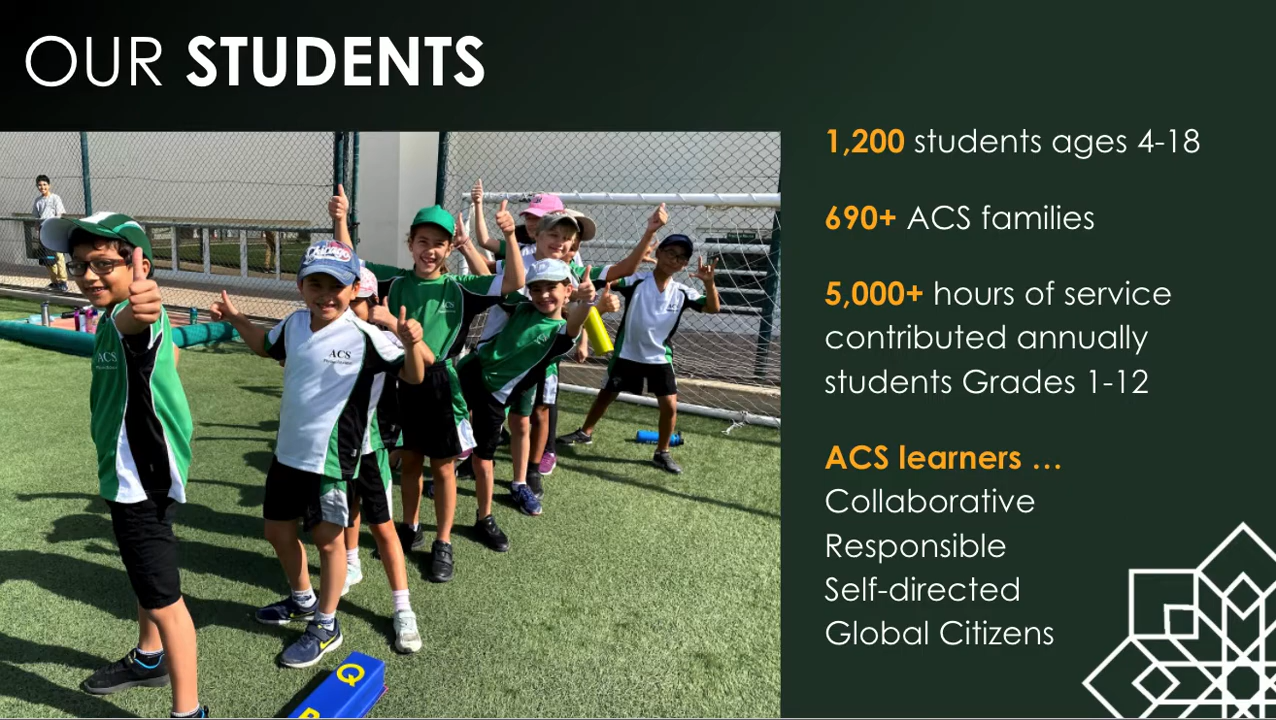 OUR STUDENTS
1,200 students ages 4-18
690+ ACS families
5,000+ hours of service
contributed annually
students Grades 1-12
ACS learners …
Collaborative
Responsible
Self-directed
Global Citizens
Chicago
ACS
ACS
ACS
Q